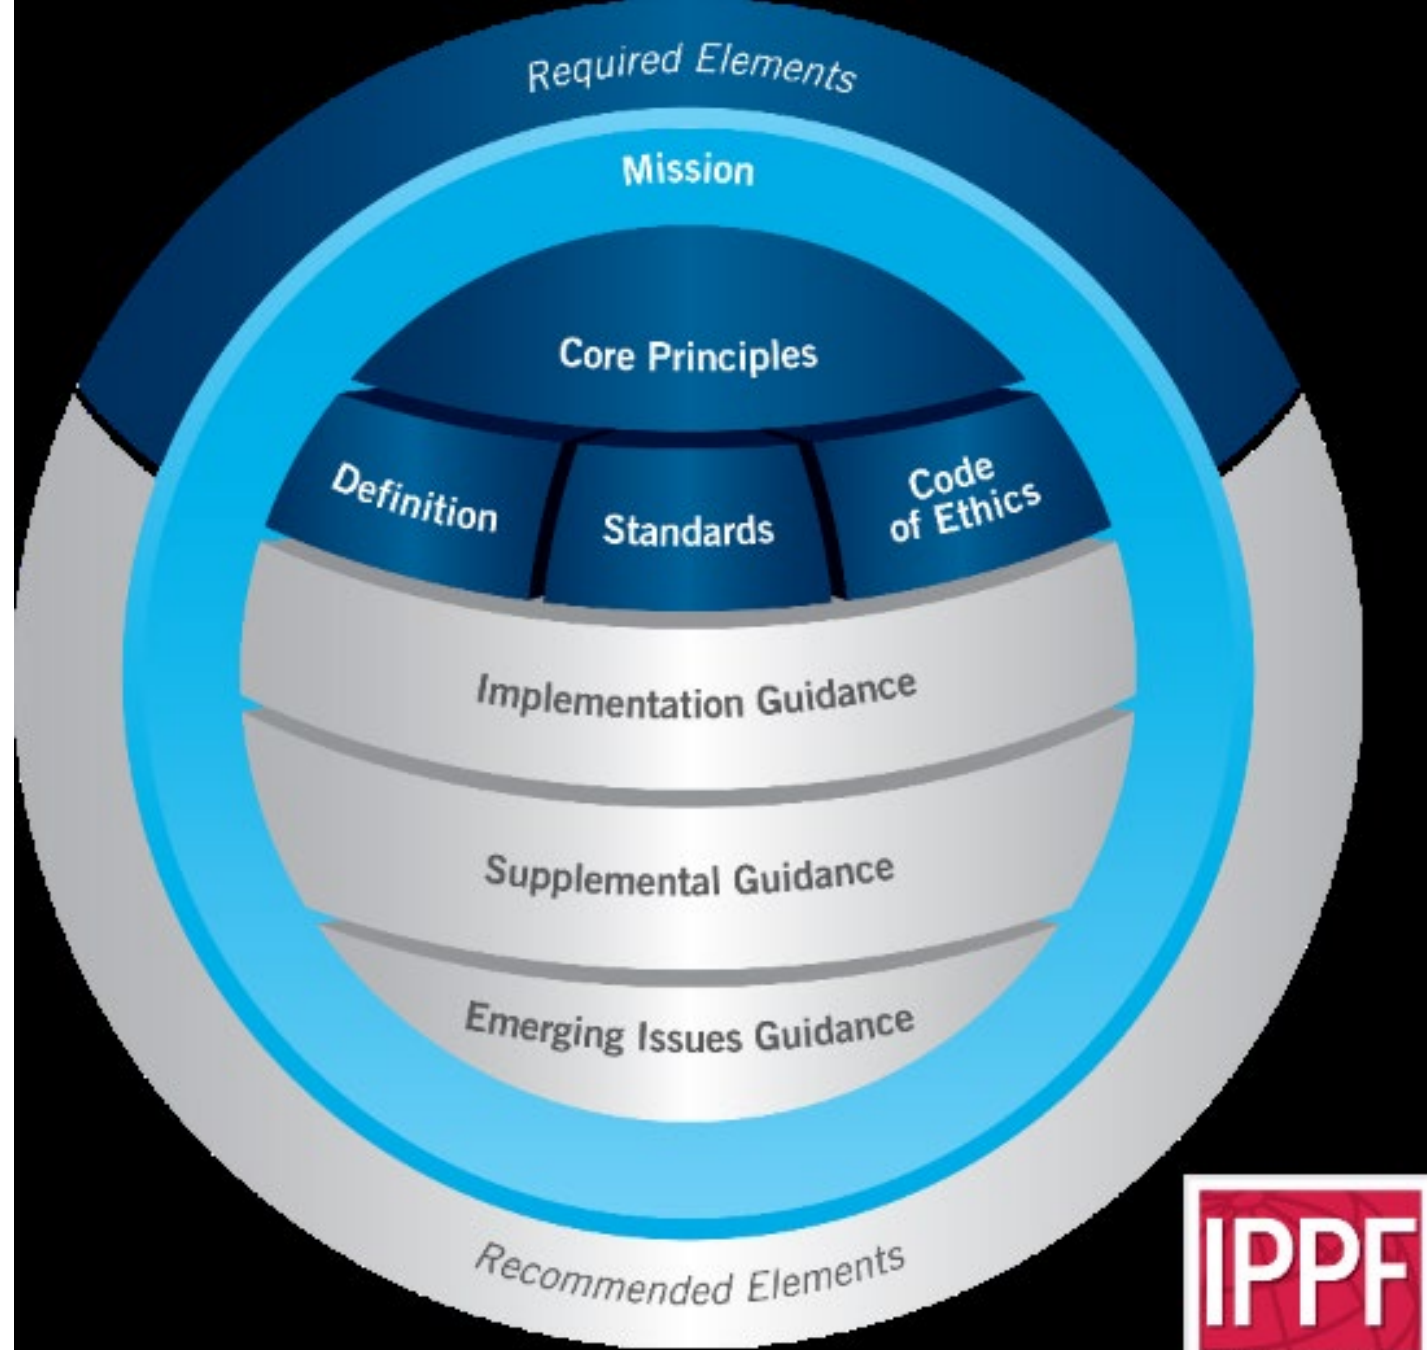 Required Elements
Mission
Core Principles
Definition
Standards
Code
of Ethics
Implementation Guidance
Supplemental Guidance
Emerging Issues Guidance
Recommended Elements
IPPF